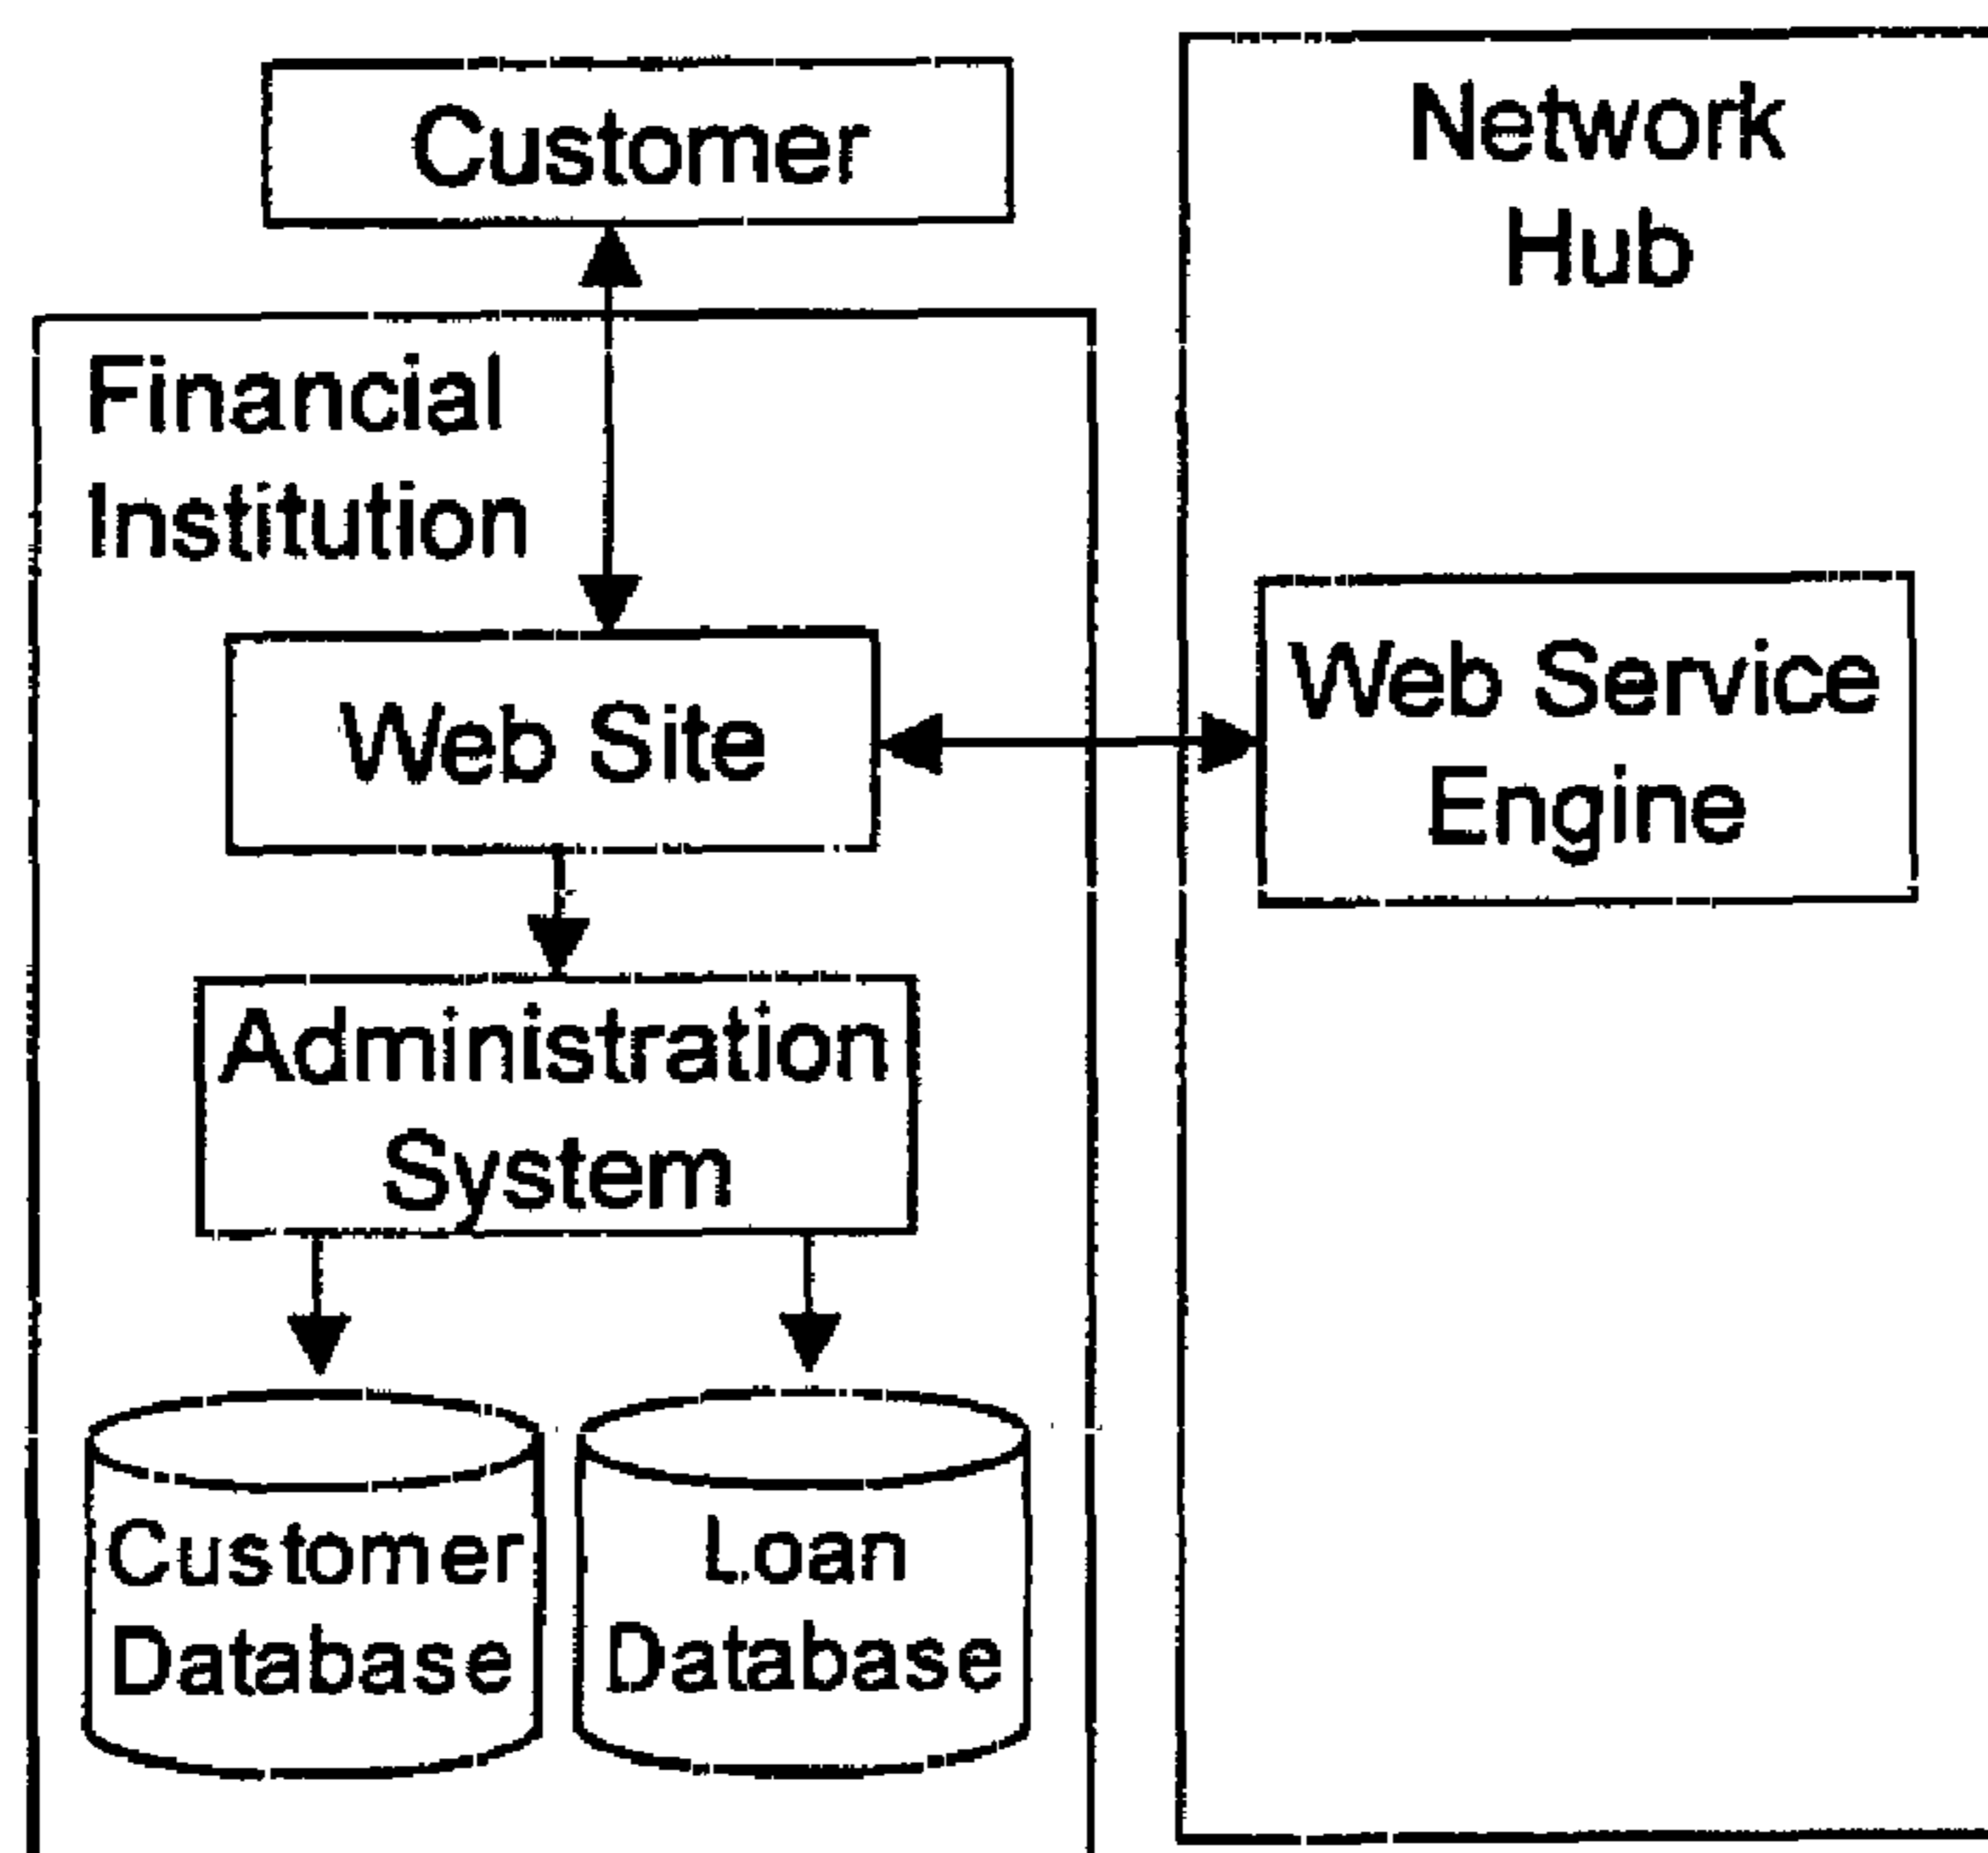 Customer
Network
Hub
Financial
Institution
Web Site
Web Service
Engine
Administration
System
Customer
Database
Loan
Database